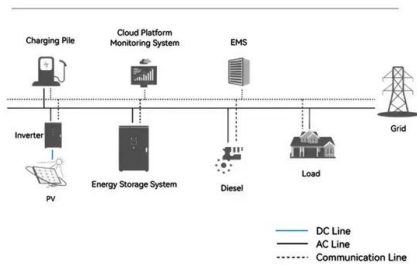 Charging Pile
Cloud Platform
Monitoring System
EMS
Grid
Inverter
PV
Energy Storage System
Diesel
Load
DC Line
AC Line
Communication Line